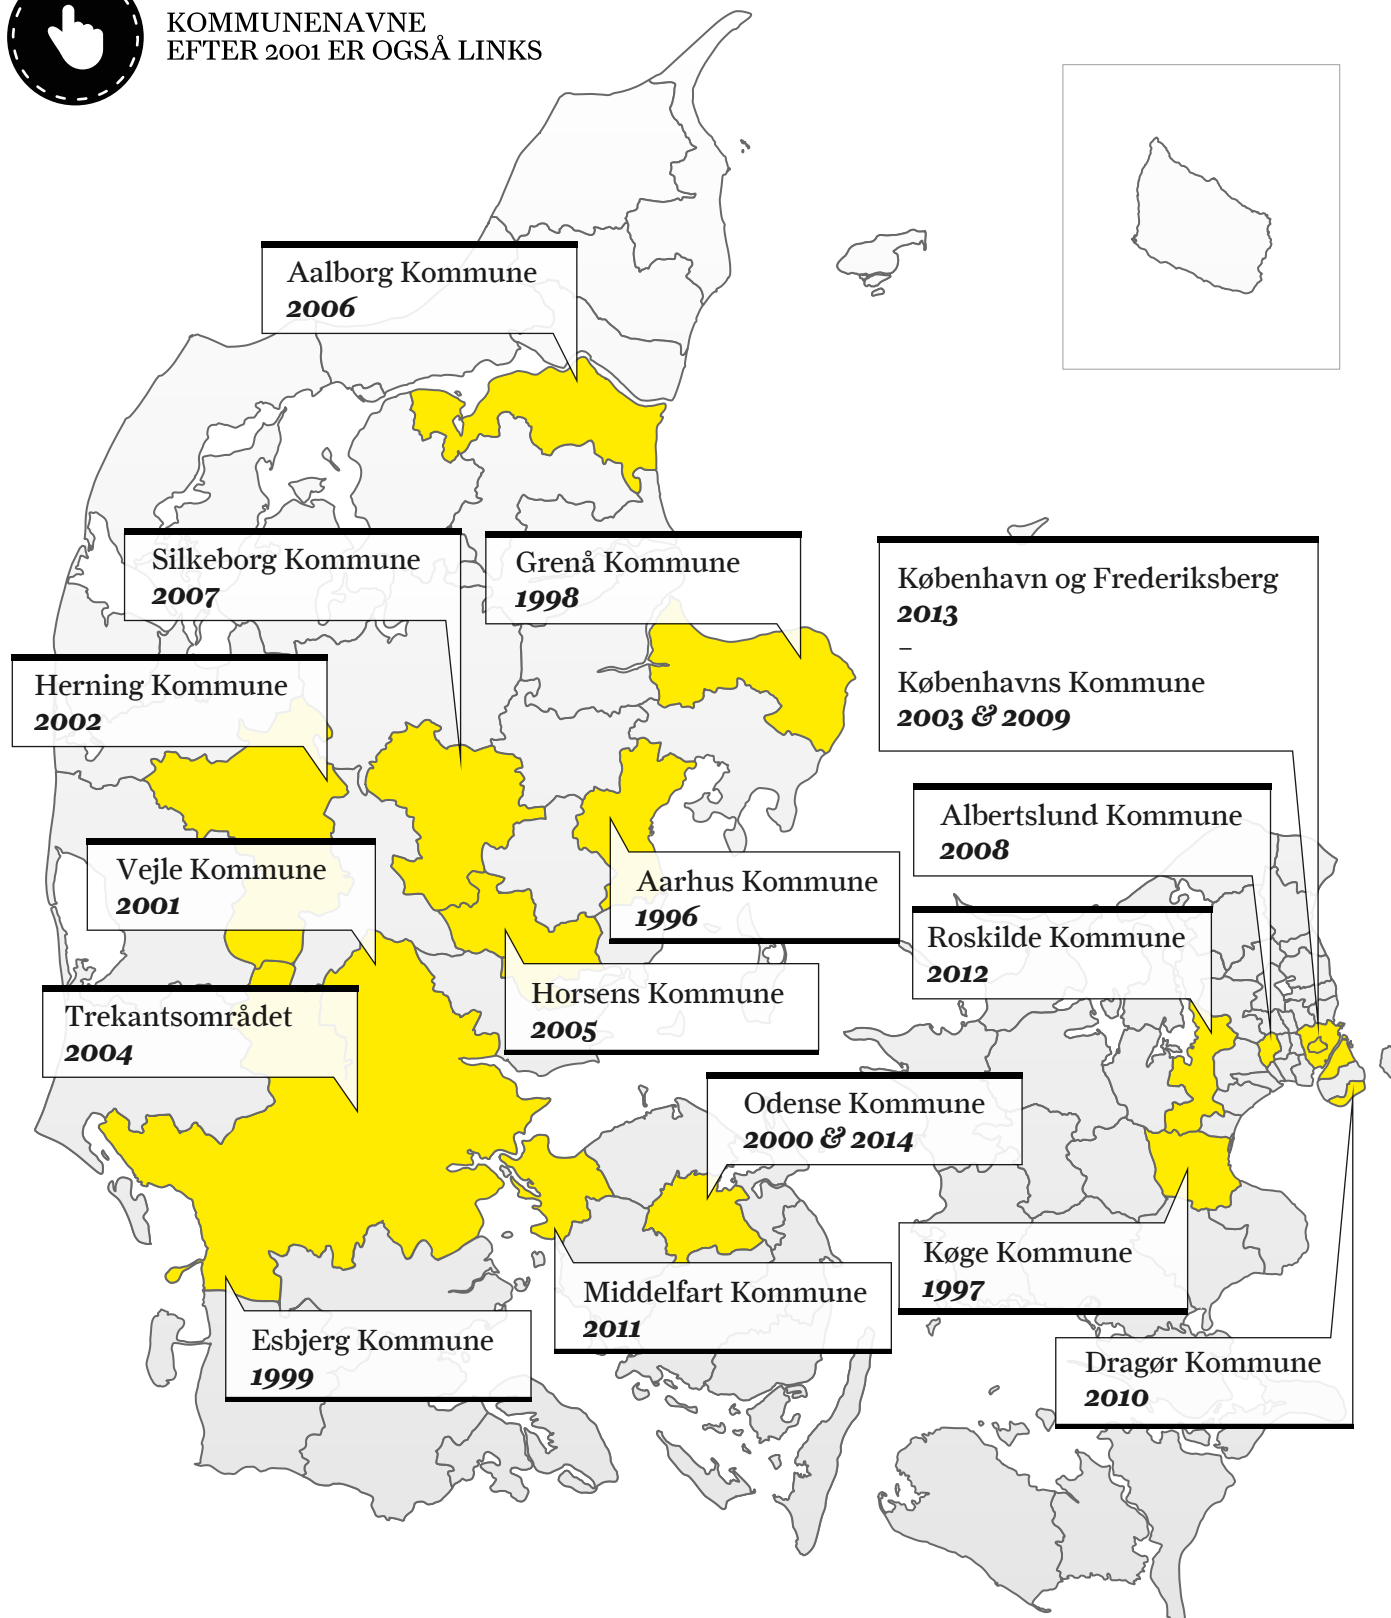 KOMMUNENAVNE
EFTER 2001 ER OGSÅ LINKS
Aalborg Kommune
2006
Silkeborg Kommune
2007
Grenå Kommune
1998
København og Frederiksberg
2013
–
Københavns Kommune
2003 & 2009
Herning Kommune
2002
Albertslund Kommune
2008
Vejle Kommune
2001
Aarhus Kommune
1996
Roskilde Kommune
2012
Horsens Kommune
2005
Trekantsområdet
2004
Odense Kommune
2000 & 2014
Køge Kommune
1997
Middelfart Kommune
2011
Esbjerg Kommune
1999
Dragør Kommune
2010